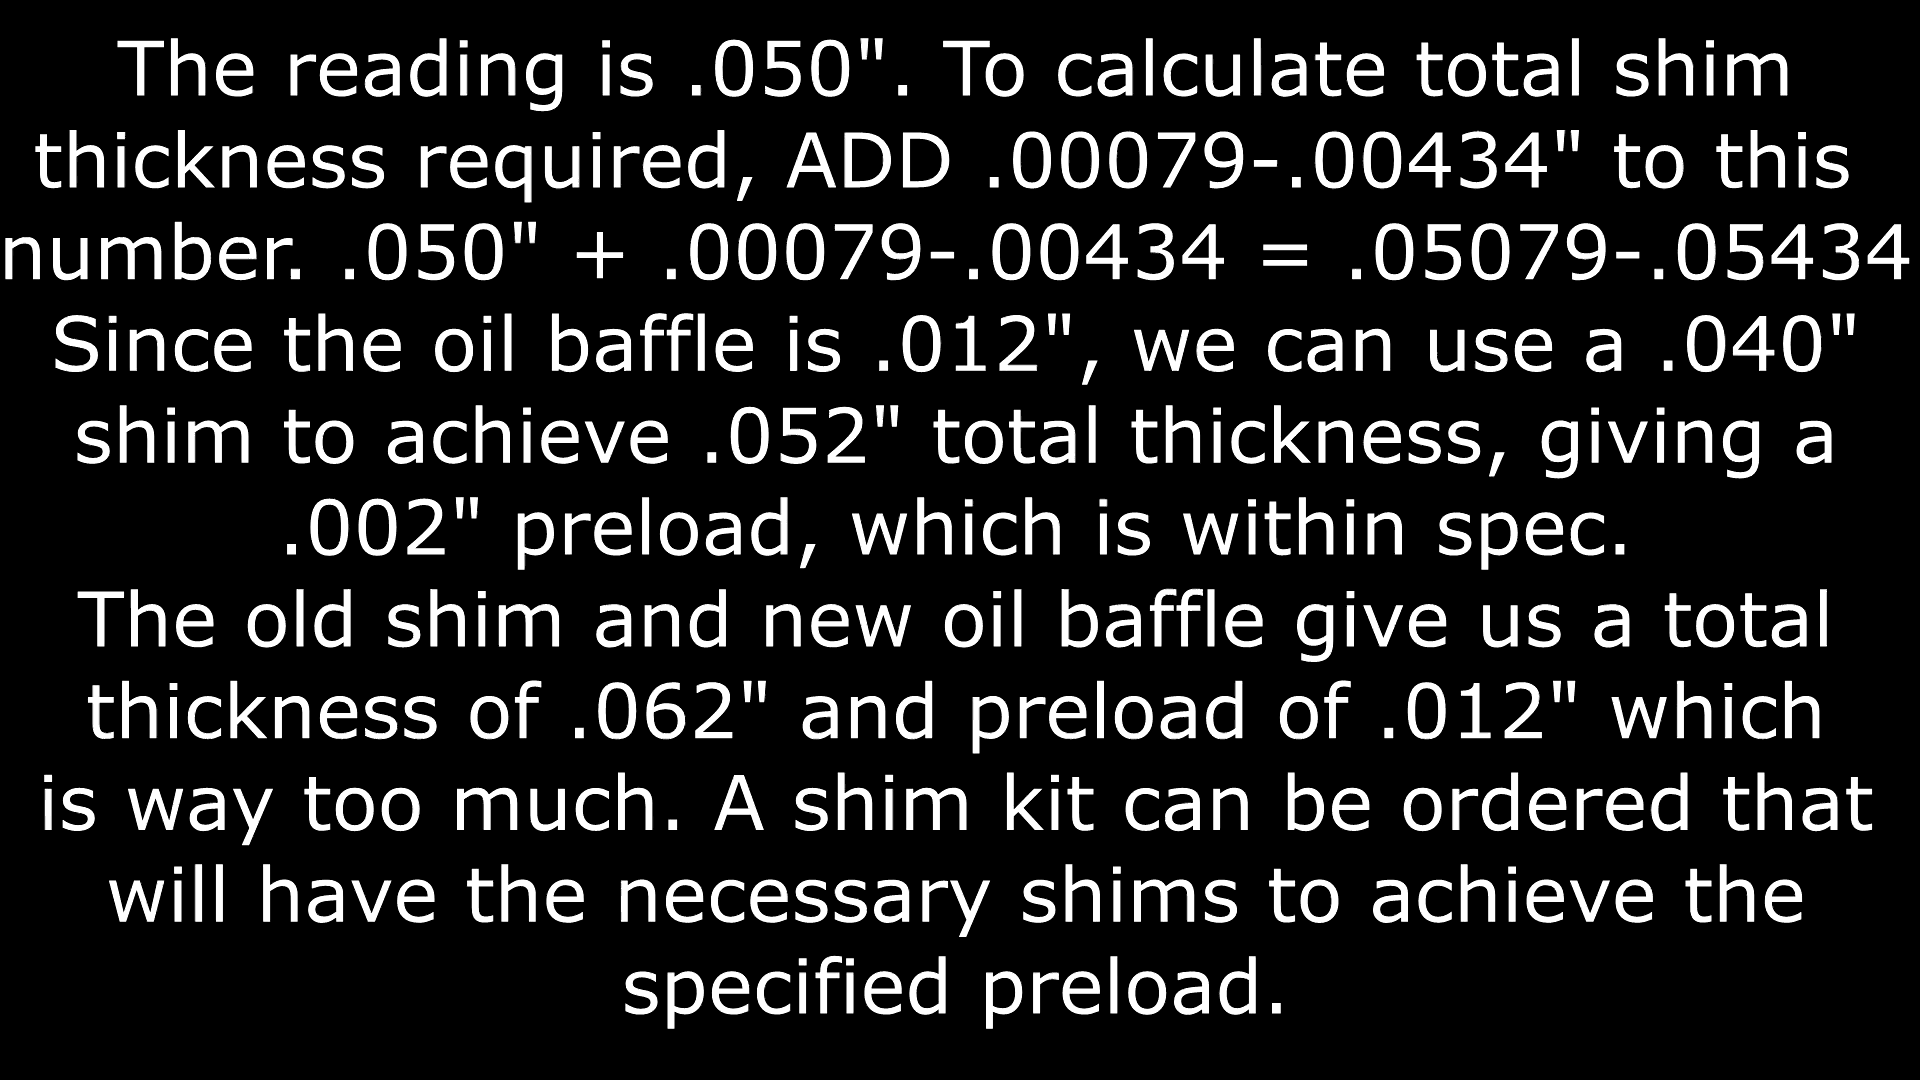 The reading is .050". To calculate total shim
thickness required, ADD .00079-.00434" to this
number. .050" + .00079-.00434 = .05079-.05434
Since the oil baffle is .012", we can use a .040"
shim to achieve .052" total thickness, giving a
.002" preload, which is within spec.
The old shim and new oil baffle give us a total
thickness of .062" and preload of .012" which
is way too much. A shim kit can be ordered that
will have the necessary shims to achieve the
specified preload.